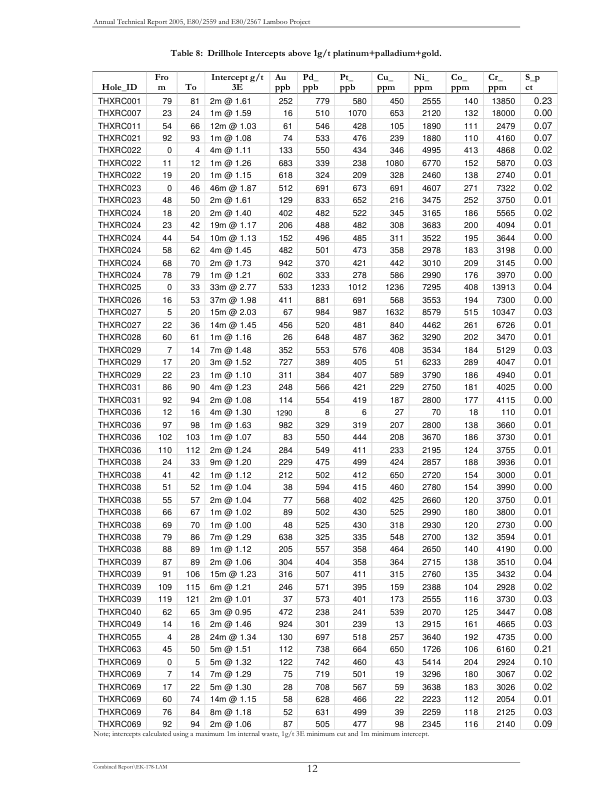 Annual Technical Report 2005, E80/2559 and E80/2567 Lamboo Project
Table 8: Drillhole Intercepts above 1g/t platinum+palladium+gold.
Hole_ID From To Intercept g/t 3E Au ppb Pd_ ppb Pt_ ppb Cu_ ppm Ni_ ppm Co_ ppm Cr_ ppm S_p ct
THXRC001 79 81 2m @ 1.61 252 779 580 450 2555 140 13850 0.23
THXRC007 23 24 1m @ 1.59 16 510 1070 653 2120 132 18000 0.00
THXRC011 54 66 12m @ 1.03 61 546 428 105 1890 111 2479 0.07
THXRC021 92 93 1m @ 1.08 74 533 476 239 1880 110 4160 0.07
THXRC022 0 4 4m @ 1.11 133 550 434 346 4995 413 4868 0.02
THXRC022 11 12 1m @ 1.26 683 339 238 1080 6770 152 5870 0.03
THXRC022 19 20 1m @ 1.15 618 324 209 328 2460 138 2740 0.01
THXRC023 0 46 46m @ 1.87 512 691 673 691 4607 271 7322 0.02
THXRC023 48 50 2m @ 2.61 129 833 652 216 3475 252 3750 0.01
THXRC024 18 20 2m @ 1.40 402 482 522 345 3165 186 5565 0.02
THXRC024 23 42 19m @ 1.17 206 488 482 308 3683 200 4094 0.01
THXRC024 44 54 10m @ 1.13 152 496 485 311 3522 195 3644 0.00
THXRC024 58 62 4m @ 1.45 482 501 473 358 2978 183 3198 0.00
THXRC024 68 70 2m @ 1.73 942 370 421 442 3010 209 3145 0.00
THXRC024 78 79 1m @ 1.21 602 333 278 586 2990 176 3970 0.00
THXRC025 0 33 33m @ 2.77 533 1233 1012 1236 7295 408 13913 0.04
THXRC026 16 53 37m @ 1.98 411 881 691 568 3553 194 7300 0.00
THXRC027 5 20 15m @ 2.03 67 984 987 1632 8579 515 10347 0.03
THXRC027 22 36 14m @ 1.45 456 520 481 840 4462 261 6726 0.01
THXRC028 60 61 1m @ 1.16 26 648 487 362 3290 202 3470 0.01
THXRC029 7 14 7m @ 1.48 352 553 576 408 3534 184 5129 0.03
THXRC029 17 20 3m @ 1.52 727 389 405 51 6233 289 4047 0.01
THXRC029 22 23 1m @ 1.10 311 384 407 589 3790 186 4940 0.01
THXRC031 86 90 4m @ 1.23 248 566 421 229 2750 181 4025 0.00
THXRC031 92 94 2m @ 1.08 114 554 419 187 2800 177 4115 0.00
THXRC036 12 16 4m @ 1.30 1290 8 6 27 70 18 110 0.01
THXRC036 97 98 1m @ 1.63 982 329 319 207 2800 138 3660 0.01
THXRC036 102 103 1m @ 1.07 83 550 444 208 3670 186 3730 0.01
THXRC036 110 112 2m @ 1.24 284 549 411 233 2195 124 3755 0.01
THXRC038 24 33 9m @ 1.20 229 475 499 424 2857 188 3936 0.01
THXRC038 41 42 1m @ 1.12 212 502 412 650 2720 154 3000 0.01
THXRC038 51 52 1m @ 1.04 38 594 415 460 2780 154 3990 0.00
THXRC038 55 57 2m @ 1.04 77 568 402 425 2660 120 3750 0.01
THXRC038 66 67 1m @ 1.02 89 502 430 525 2990 180 3800 0.01
THXRC038 69 70 1m @ 1.00 48 525 430 318 2930 120 2730 0.00
THXRC038 79 86 7m @ 1.29 638 325 335 548 2700 132 3594 0.01
THXRC038 88 89 1m @ 1.12 205 557 358 464 2650 140 4190 0.00
THXRC039 87 89 2m @ 1.06 304 404 358 364 2715 138 3510 0.04
THXRC039 91 106 15m @ 1.23 316 507 411 315 2760 135 3432 0.04
THXRC039 109 115 6m @ 1.21 246 571 395 159 2388 104 2928 0.02
THXRC039 119 121 2m @ 1.01 37 573 401 173 2555 116 3730 0.03
THXRC040 62 65 3m @ 0.95 472 238 241 539 2070 125 3447 0.08
THXRC049 14 16 2m @ 1.46 924 301 239 13 2915 161 4665 0.03
THXRC055 4 28 24m @ 1.34 130 697 518 257 3640 192 4735 0.00
THXRC063 45 50 5m @ 1.51 112 738 664 650 1726 106 6160 0.21
THXRC069 0 5 5m @ 1.32 122 742 460 43 5414 204 2924 0.10
THXRC069 7 14 7m @ 1.29 75 719 501 19 3296 180 3067 0.02
THXRC069 17 22 5m @ 1.30 28 708 567 59 3638 183 3026 0.02
THXRC069 60 74 14m @ 1.15 58 628 466 22 2223 112 2054 0.01
THXRC069 76 84 8m @ 1.18 52 631 499 39 2259 118 2125 0.03
THXRC069 92 94 2m @ 1.06 87 505 477 98 2345 116 2140 0.09
Note; intercepts calculated using a maximum 1m internal waste, 1g/t 3E minimum cut and 1m minimum intercept.
Combined Report\EK-178-LAM
12